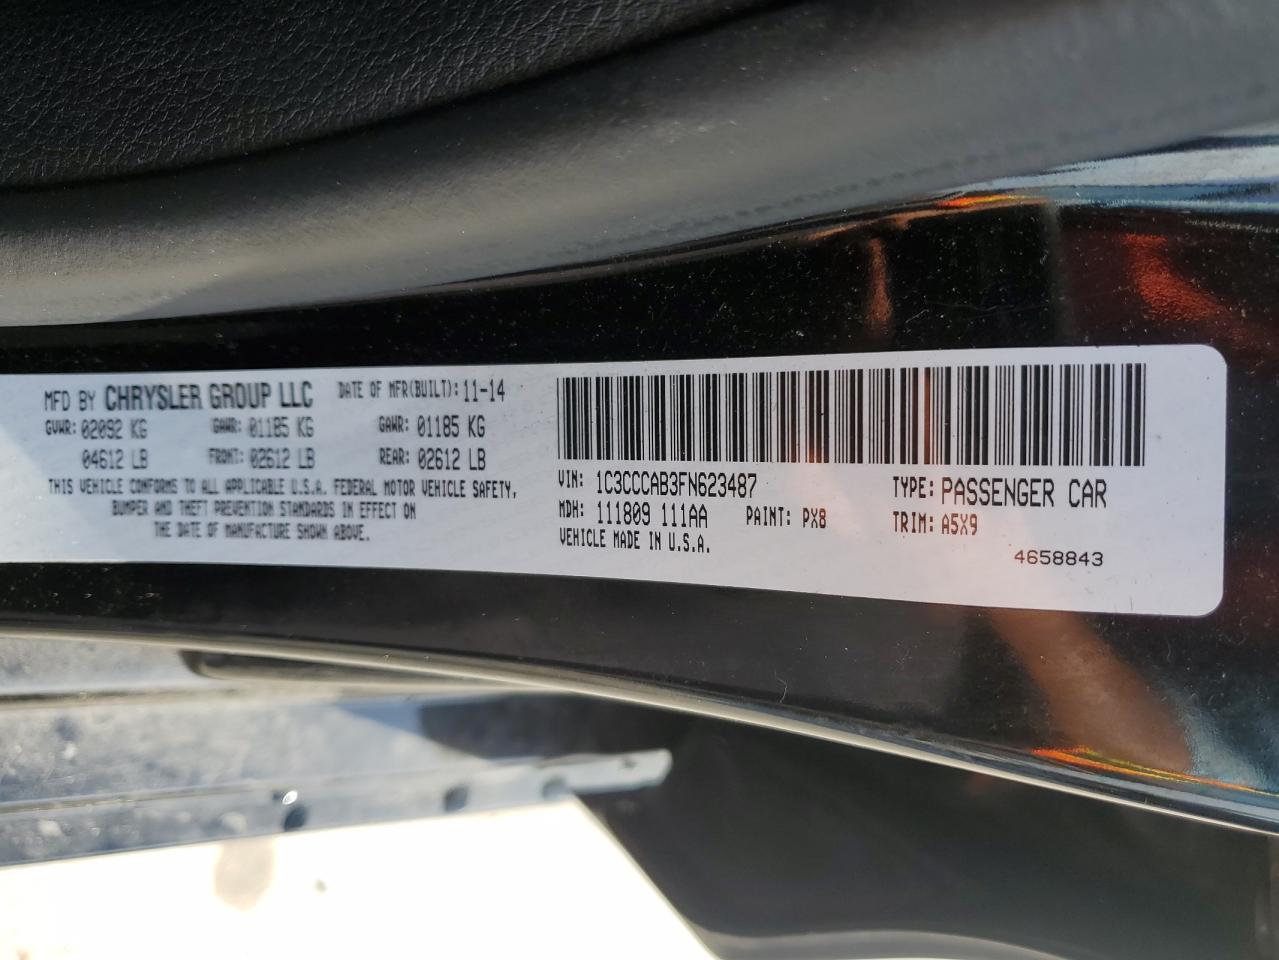 MFD BY CHRYSLER GROUP LLC DATE OF MFR(BUILT): 11-14
GVWR: 02092 KG GAWR: 01185 KG GAWR: 01185 KG
04612 LB FRONT: 02612 LB REAR: 02612 LB
THIS VEHICLE CONFORMS TO ALL APPLICABLE U.S.A. FEDERAL MOTOR VEHICLE SAFETY,
BUMPER AND THEFT PREVENTION STANDARDS IN EFFECT ON
THE DATE OF MANUFACTURE SHOWN ABOVE.
VIN: 1C3CCCAB3FN623487 TYPE: PASSENGER CAR
MDH: 111809 111AA PAINT: PX8 TRIM: A5X9
VEHICLE MADE IN U.S.A.
4658843